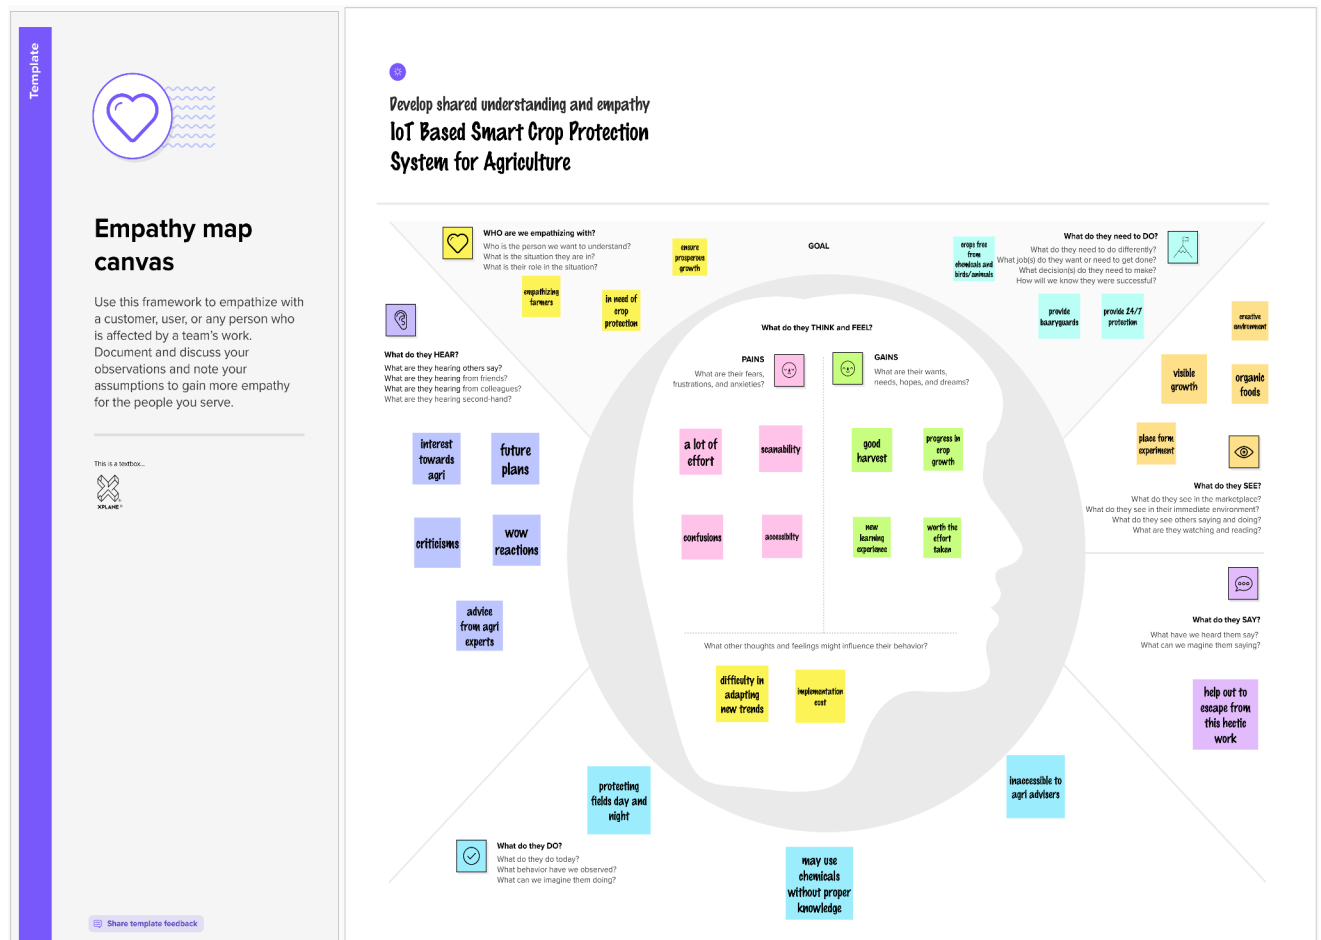 Template
Empathy map
canvas
Use this framework to empathize with
a customer, user, or any person who
is affected by a team's work.
Document and discuss your
observations and note your
assumptions to gain more empathy
for the people you serve.
This is a textbox...
XPLANE
Share template feedback
Develop shared understanding and empathy
IoT Based Smart Crop Protection
System for Agriculture
WHO are we empathizing with?
Who is the person we want to understand?
What is the situation they are in?
What is their role in the situation?
empathizing
farmers
in need of
crop
protection
ensure
prosperous
growth
GOAL
crops free
from
chemicals and
birds/animals
What do they need to DO?
What do they need to do differently?
What job(s) do they want or need to get done?
What decision(s) do they need to make?
How will we know they were successful?
provide
baaryguards
provide 24/7
protention
What do they HEAR?
What are they hearing others say?
What are they hearing from friends?
What are they hearing from colleagues?
What are they hearing second-hand?
interest
towards
agri
future
plans
criticisms
wow
reactions
advice
from agri
experts
What do they THINK and FEEL?
PAINS
What are their fears,
frustrations, and anxieties?
GAINS
What are their wants,
needs, hopes, and dreams?
a lot of
effort
scanability
confusions
accessiblity
good
harvest
progress in
crop
growth
new
learning
experience
worth the
effort
taken
What other thoughts and feelings might influence their behavior?
difficulty in
adapting
new trends
implementation
cost
creative
environment
visible
growth
organic
foods
place form
experiment
What do they SEE?
What do they see in the marketplace?
What do they see in their immediate environment?
What do they see others saying and doing?
What are they watching and reading?
What do they SAY?
What have we heard them say?
What can we magine them saying?
help out to
escape from
this hectic
work
protecting
fields day and
night
inaccessible to
agri advisers
What do they DO?
What do they do today?
What behavior have we observed?
What can we imagine them doing?
may use
chemicals
without proper
knowledge